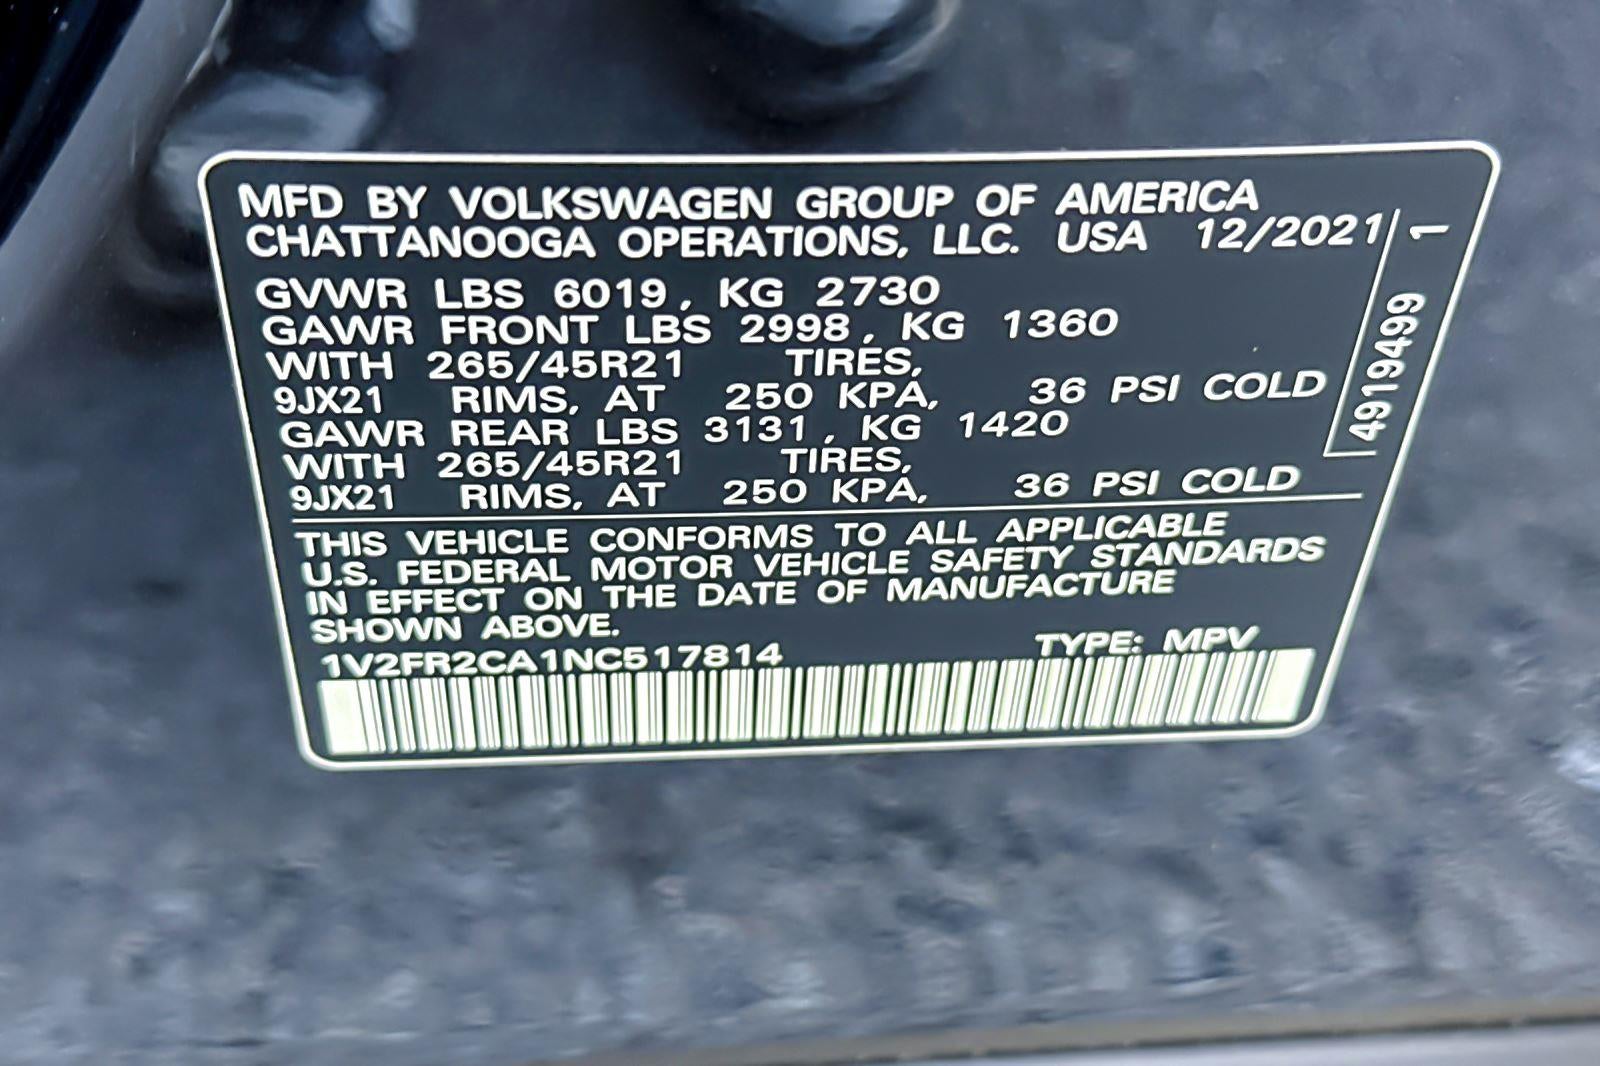 MFD BY VOLKSWAGEN GROUP OF AMERICA
CHATTANOOGA OPERATIONS, LLC. USA 12/2021
GVWR LBS 6019, KG 2730
GAWR FRONT LBS 2998, KG 1360
WITH 265/45R21 TIRES,
9JX21 RIMS, AT 250 KPA, 36 PSI COLD
GAWR REAR LBS 3131, KG 1420
WITH 265/45R21 TIRES,
9JX21 RIMS, AT 250 KPA, 36 PSI COLD
49194499 1
THIS VEHICLE CONFORMS TO ALL APPLICABLE
U.S. FEDERAL MOTOR VEHICLE SAFETY STANDARDS
IN EFFECT ON THE DATE OF MANUFACTURE
SHOWN ABOVE.
1V2FR2CA1NC517814 TYPE: MPV